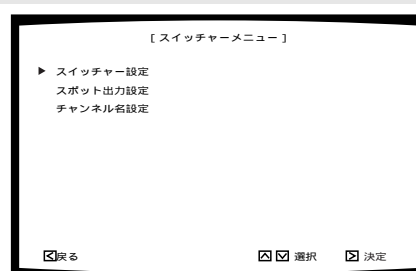 [ スイッチャーメニュー ]
▶ スイッチャー設定
スポット出力設定
チャンネル名設定
<戻る ∧ ∨ 選択 > 決定